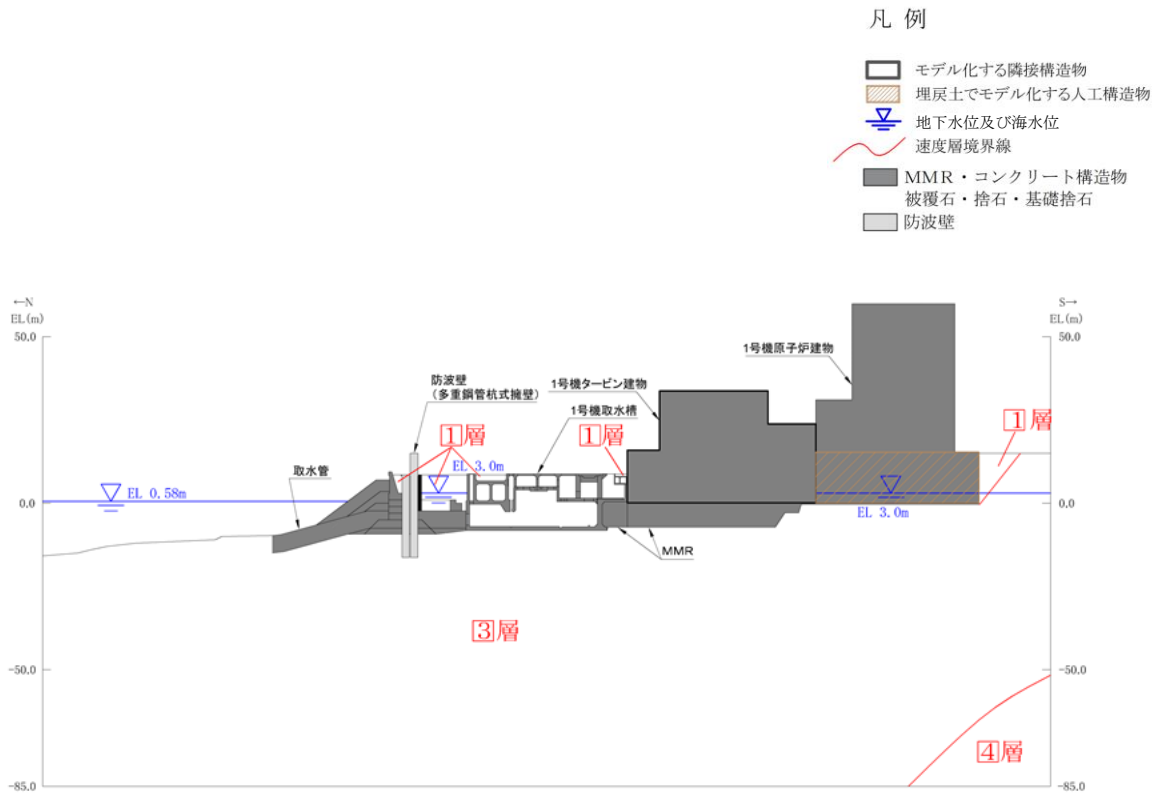 凡 例
モデル化する隣接構造物
埋戻土でモデル化する人工構造物
地下水位及び海水位
速度層境界線
MMR・コンクリート構造物
被覆石・捨石・基礎捨石
防波壁
←N
EL(m)
S→
EL(m)
50.0
50.0
1号機原子炉建物
防波壁
(多重鋼管杭式擁壁)
1号機タービン建物
1号機取水槽
1層
1層
1層
EL 3.0m
取水管
EL 0.58m
0.0
0.0
EL 3.0m
MMR
3層
-50.0
-50.0
4層
-85.0
-85.0